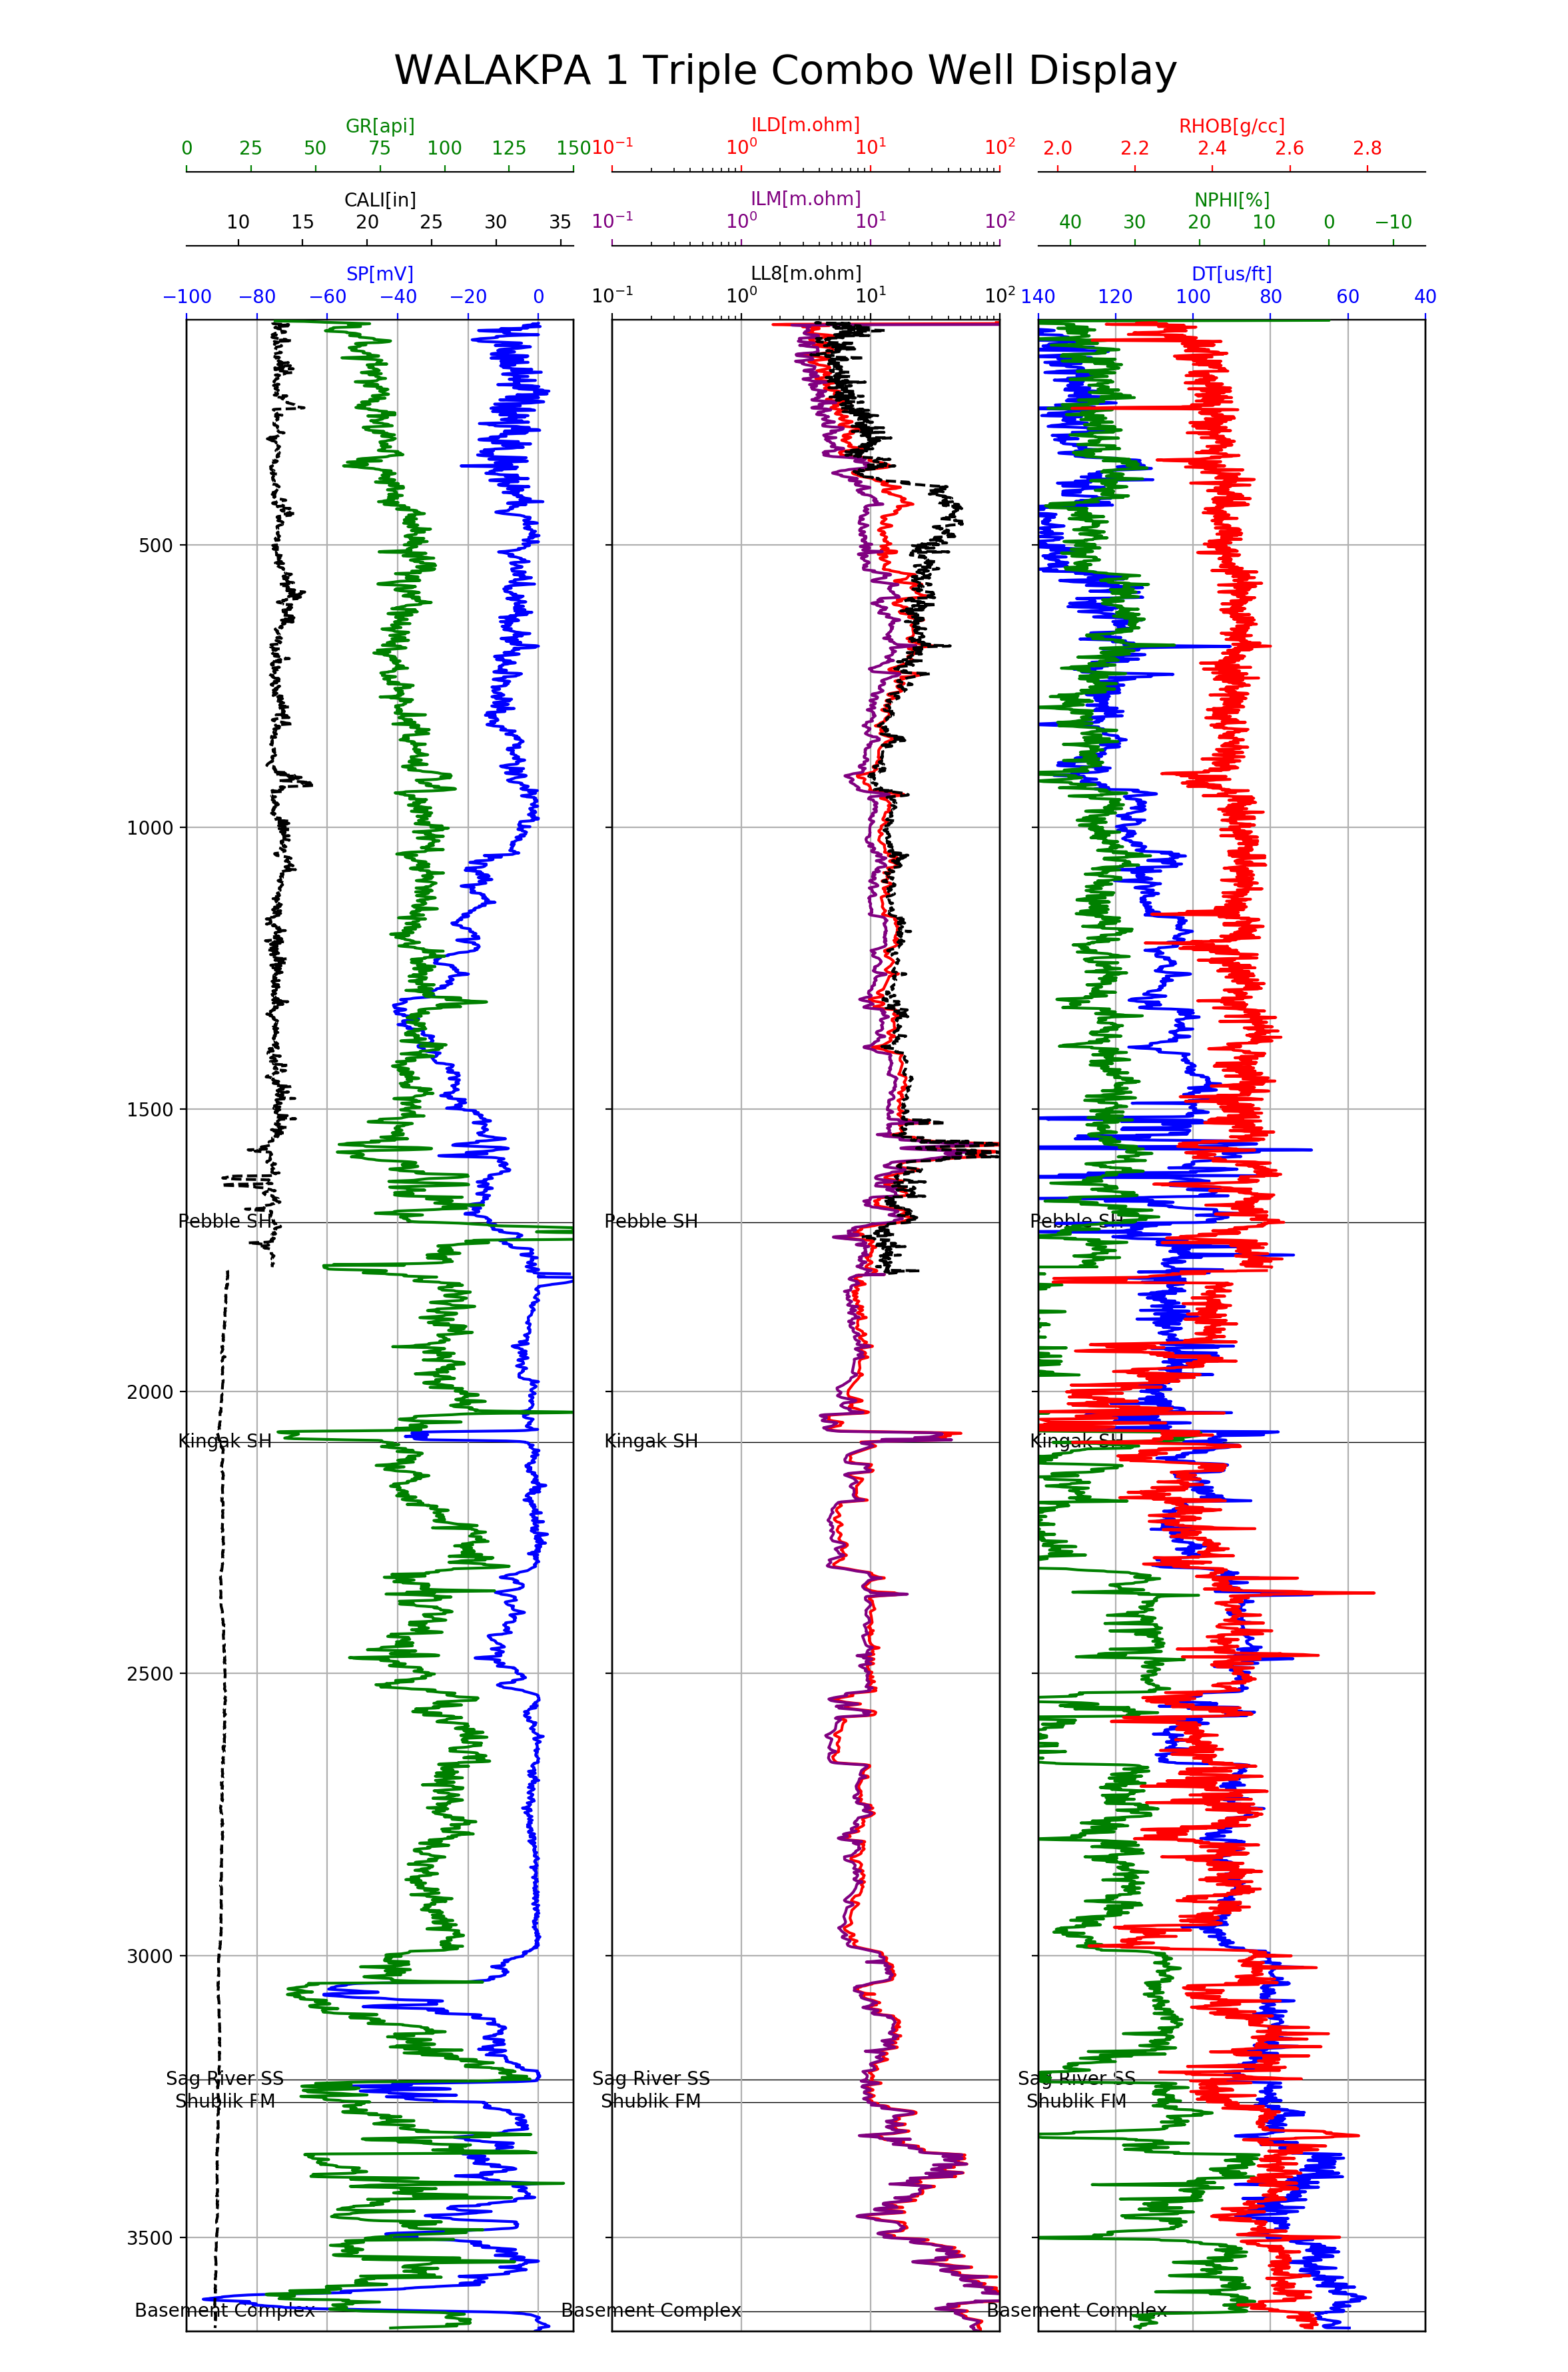 WALAKPA 1 Triple Combo Well Display
GR[api] ILD[m.ohm] RHOB[g/cc]
0 25 50 75 100 125 150 10⁻¹ 10⁰ 10¹ 10² 2.0 2.2 2.4 2.6 2.8
CALI[in] ILM[m.ohm] NPHI[%]
10 15 20 25 30 35 10⁻¹ 10⁰ 10¹ 10² 40 30 20 10 0 −10
SP[mV] LL8[m.ohm] DT[us/ft]
−100 −80 −60 −40 −20 0 10⁻¹ 10⁰ 10¹ 10² 140 120 100 80 60 40
500
1000
1500
Pebble SH Pebble SH Pebble SH
2000
Kingak SH Kingak SH Kingak SH
2500
3000
Sag River SS Sag River SS Sag River SS
Shublik FM Shublik FM Shublik FM
3500
Basement Complex Basement Complex Basement Complex